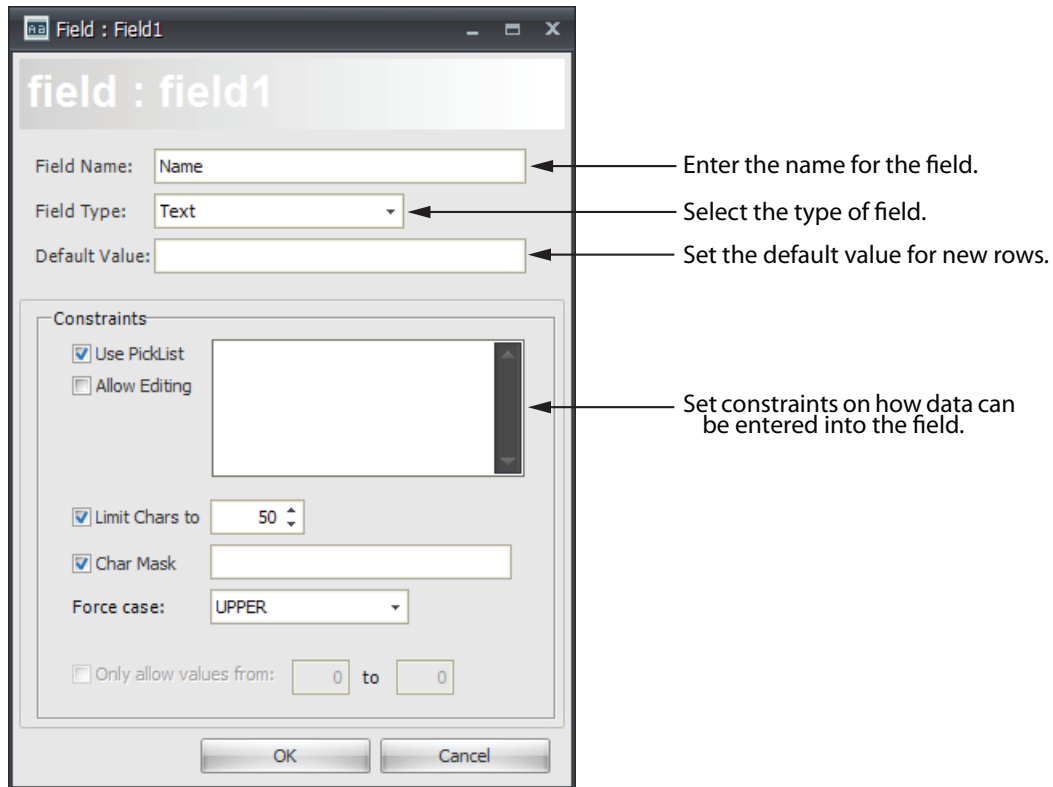 Field : Field1
field : field1
Field Name: Name Enter the name for the field.
Field Type: Text Select the type of field.
Default Value: Set the default value for new rows.
Constraints
Use PickList
Allow Editing
Set constraints on how data can
be entered into the field.
Limit Chars to 50
Char Mask
Force case: UPPER
Only allow values from: 0 to 0
OK Cancel